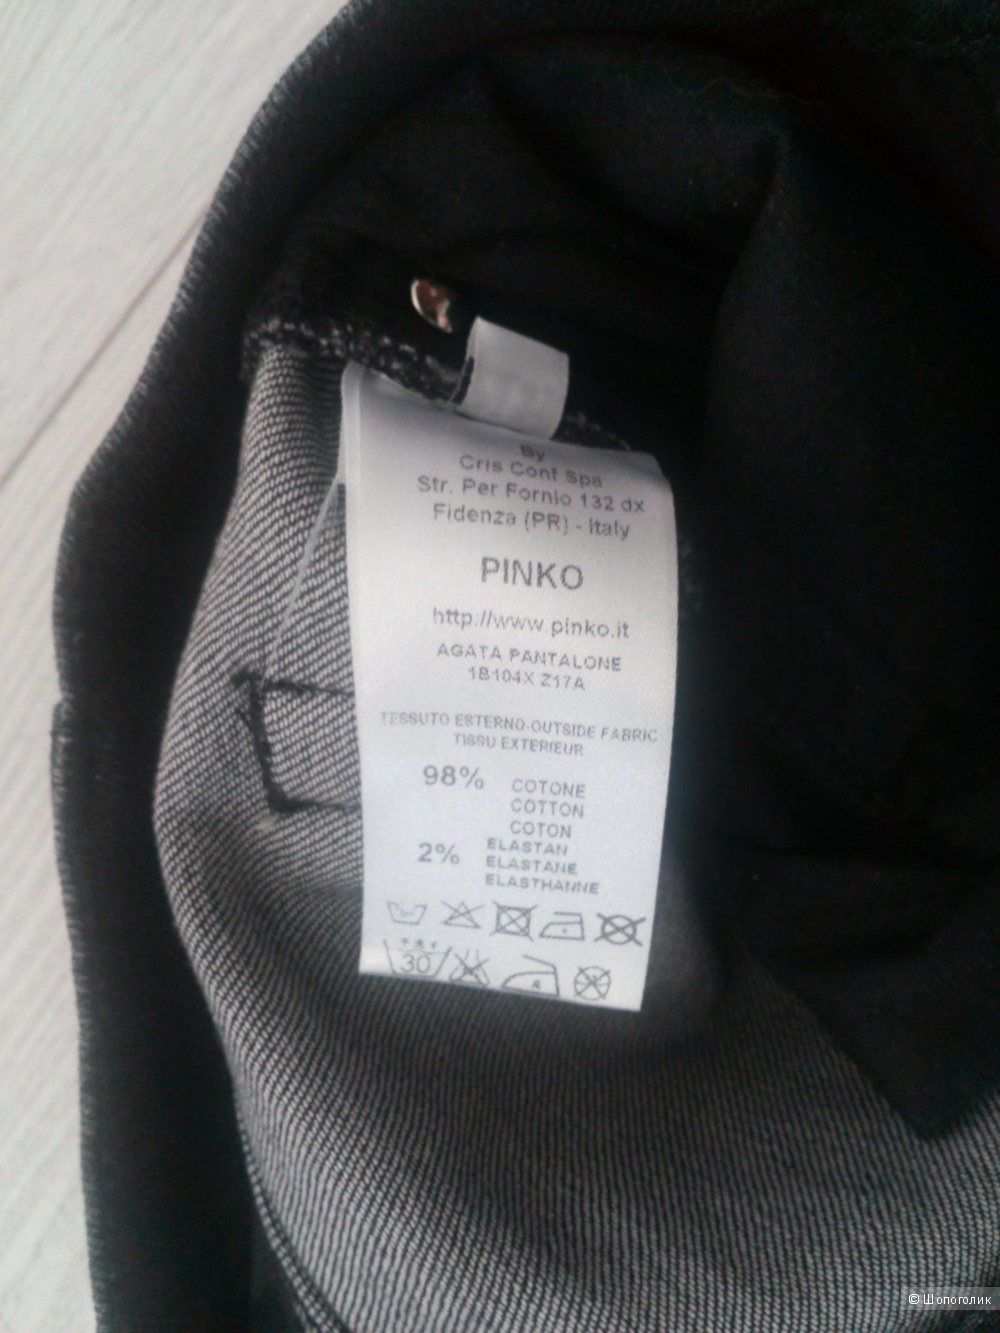 By
Cris Conf Spa
Str. Per Fornio 132 dx
Fidenza (PR) - Italy
PINKO
http://www.pinko.it
AGATA PANTALONE
1B104X Z17A
TESSUTO ESTERNO-OUTSIDE FABRIC
TISSU EXTERIEUR
98% COTONE
COTTON
COTON
2% ELASTAN
ELASTANE
ELASTHANNE
30
© Шопоголик